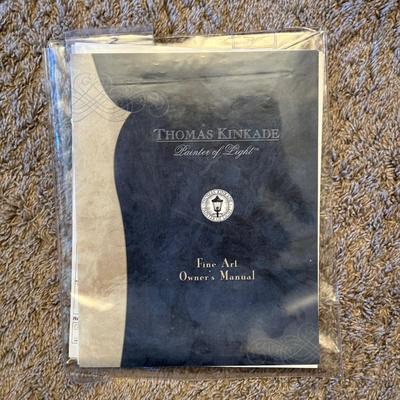 THOMAS KINKADE
Painter of Light™
Fine Art
Owner's Manual